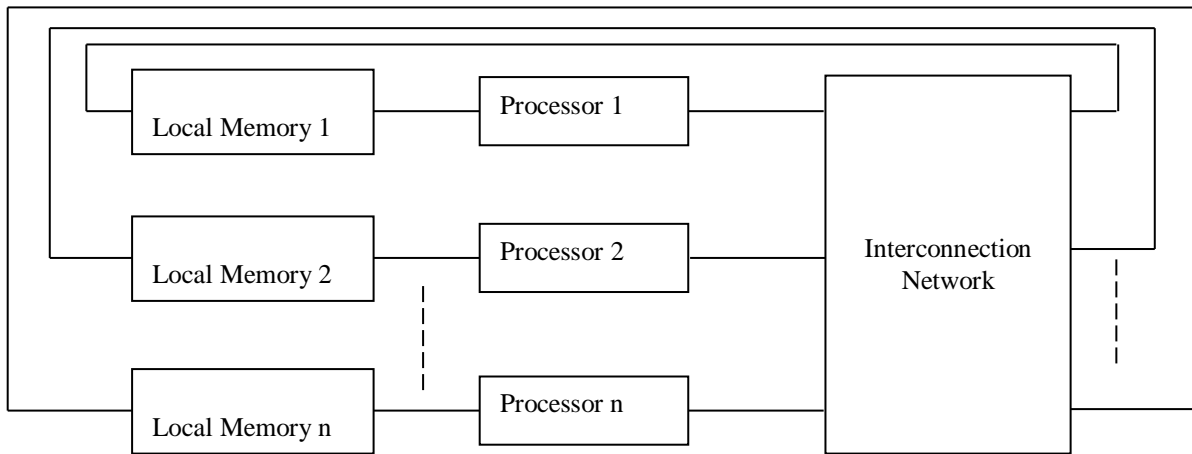 Processor 1
Local Memory 1
Processor 2
Local Memory 2
Interconnection
Network
Processor n
Local Memory n